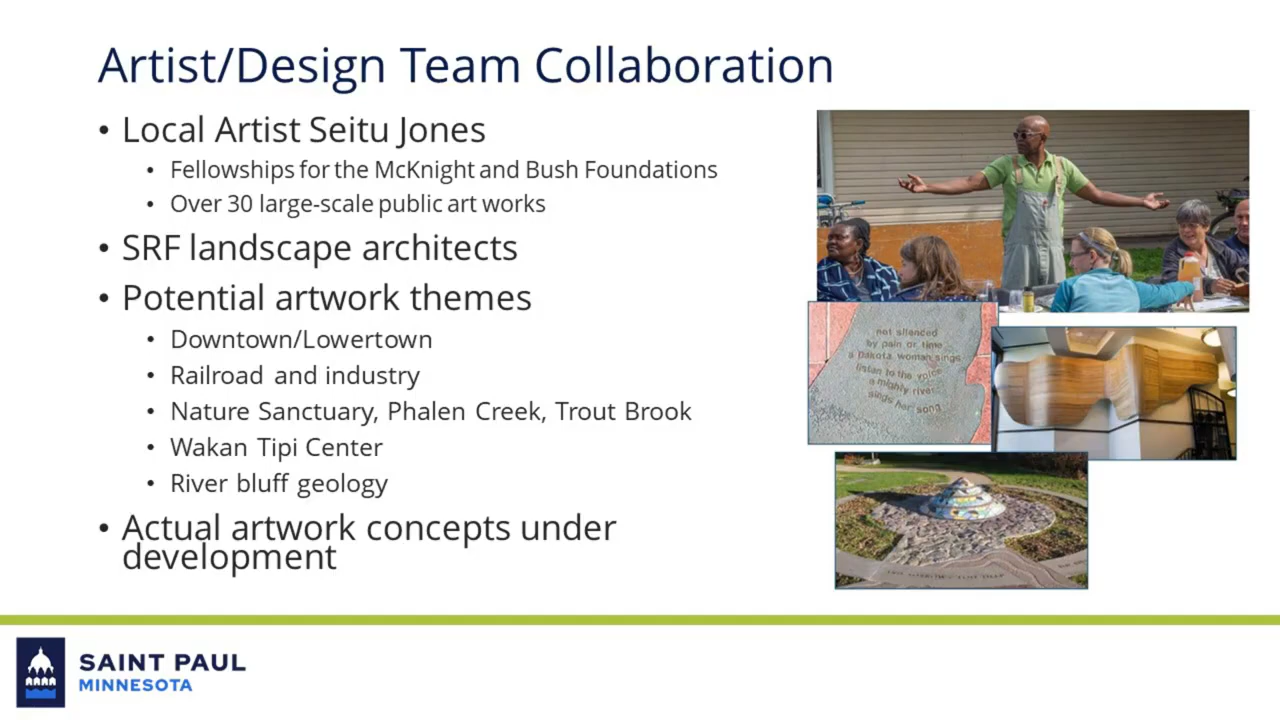 Artist/Design Team Collaboration
• Local Artist Seitu Jones
• Fellowships for the McKnight and Bush Foundations
• Over 30 large-scale public art works
• SRF landscape architects
• Potential artwork themes
• Downtown/Lowertown
• Railroad and industry
• Nature Sanctuary, Phalen Creek, Trout Brook
• Wakan Tipi Center
• River bluff geology
• Actual artwork concepts under
development
not silenced
by pain or time
a Dakota woman sings
listen to the voice
a mighty river
sings her song
SAINT PAUL
MINNESOTA